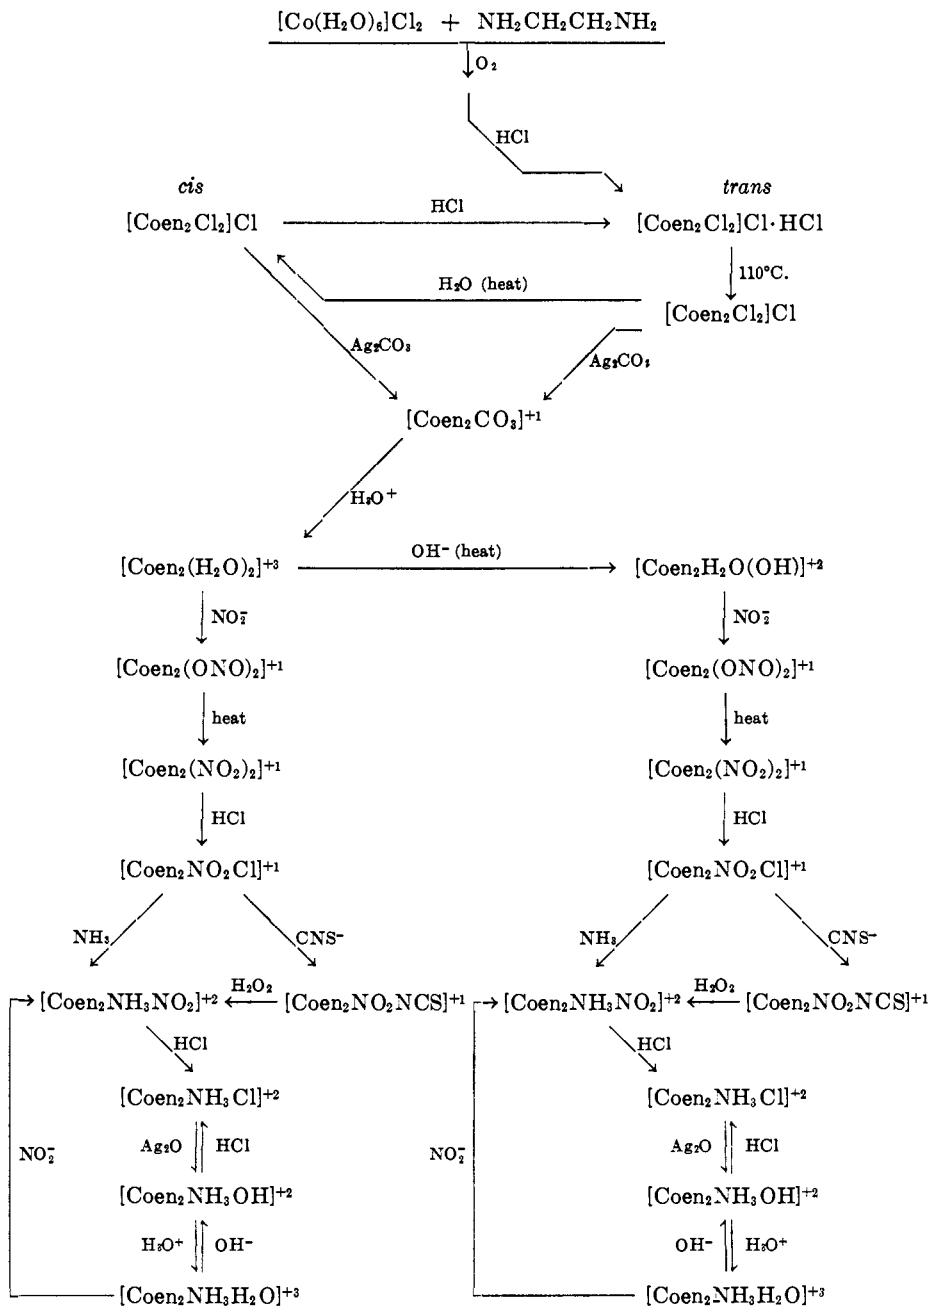 [Co(H₂O)₆]Cl₂ + NH₂CH₂CH₂NH₂
O₂
HCl
cis trans
[Coen₂Cl₂]Cl HCl [Coen₂Cl₂]Cl·HCl
110°C.
H₂O (heat)
[Coen₂Cl₂]Cl
Ag₂CO₃ Ag₂CO₃
[Coen₂CO₃]⁺¹
H₃O⁺
[Coen₂(H₂O)₂]⁺³ OH⁻ (heat) [Coen₂H₂O(OH)]⁺²
NO₂⁻ NO₂⁻
[Coen₂(ONO)₂]⁺¹ [Coen₂(ONO)₂]⁺¹
heat heat
[Coen₂(NO₂)₂]⁺¹ [Coen₂(NO₂)₂]⁺¹
HCl HCl
[Coen₂NO₂Cl]⁺¹ [Coen₂NO₂Cl]⁺¹
NH₃ CNS⁻ NH₃ CNS⁻
[Coen₂NH₃NO₂]⁺² H₂O₂ [Coen₂NO₂NCS]⁺¹ [Coen₂NH₃NO₂]⁺² H₂O₂ [Coen₂NO₂NCS]⁺¹
HCl HCl
[Coen₂NH₃Cl]⁺² [Coen₂NH₃Cl]⁺²
NO₂⁻ Ag₂O HCl NO₂⁻ Ag₂O HCl
[Coen₂NH₃OH]⁺² [Coen₂NH₃OH]⁺²
H₃O⁺ OH⁻ OH⁻ H₃O⁺
[Coen₂NH₃H₂O]⁺³ [Coen₂NH₃H₂O]⁺³